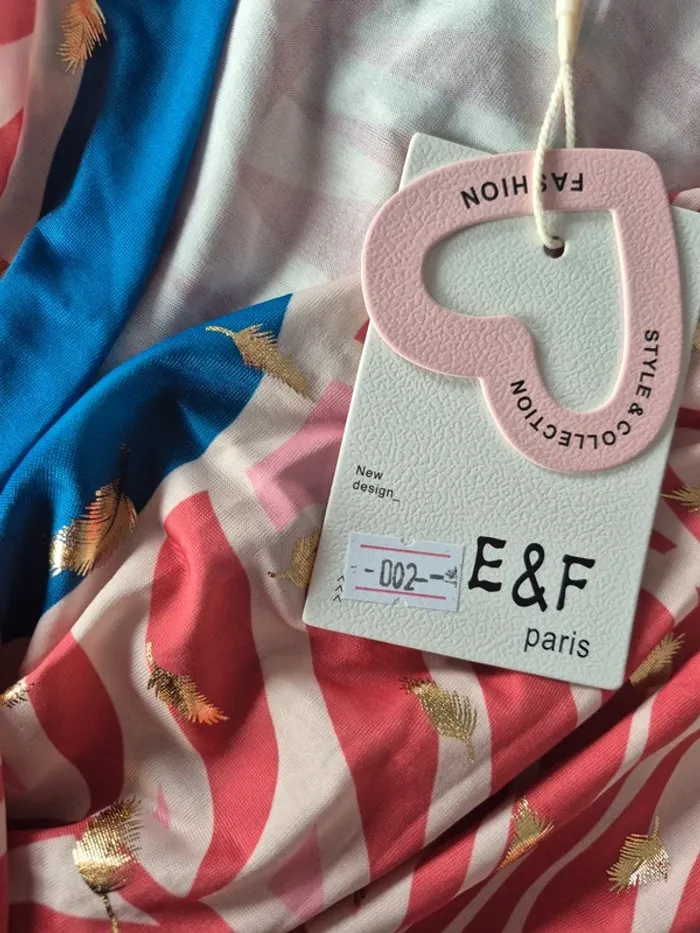 FASHION
STYLE & COLLECTION
New
design_
-002-
E&F
paris